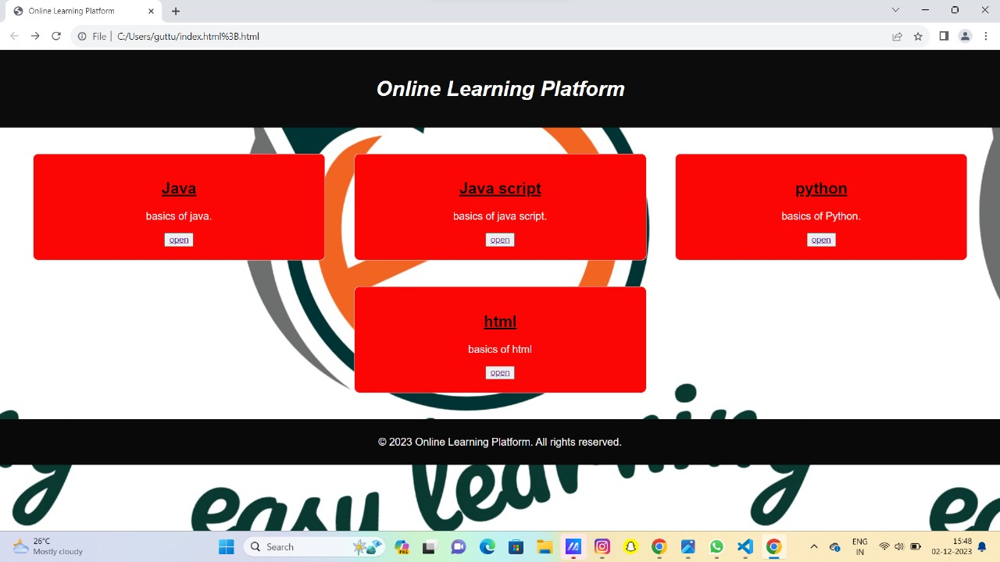 Online Learning Platform
File | C:/Users/guttu/index.html%3B.html
Online Learning Platform
Java
basics of java.
open
Java script
basics of java script.
open
python
basics of Python.
open
html
basics of html
open
© 2023 Online Learning Platform. All rights reserved.
easy learning
26°C
Mostly cloudy
Search
PRE
ENG
IN
15:48
02-12-2023